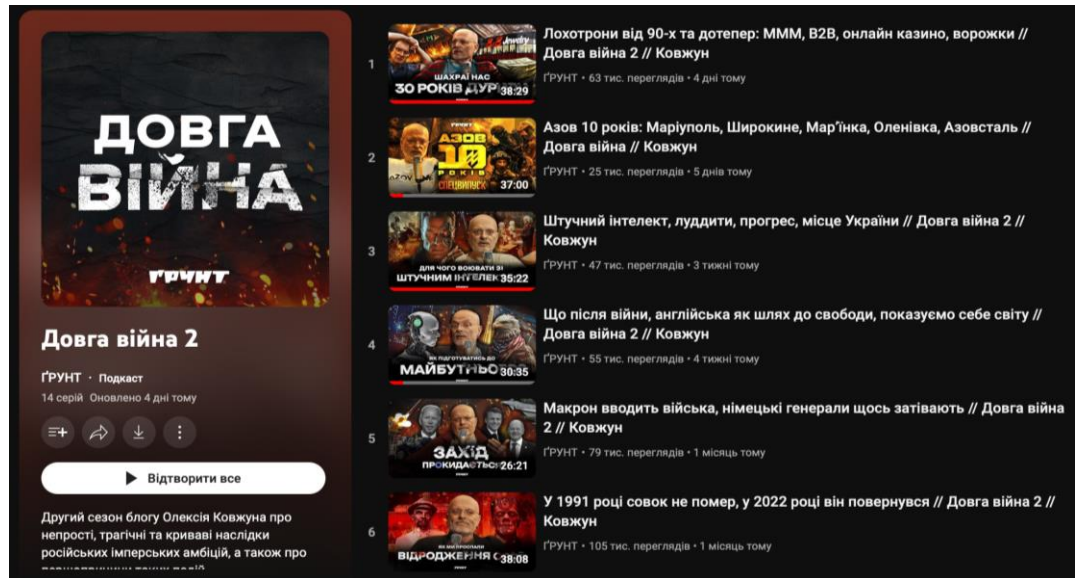 ДОВГА
ВІЙНА
ҐРУНТ
Довга війна 2
ҐРУНТ · Подкаст
14 серій Оновлено 4 дні тому
Відтворити все
Другий сезон блогу Олексія Ковжуна про
непрості, трагічні та криваві наслідки
російських імперських амбіцій, а також про
1
ШАХРАЇ НАС
30 РОКІВ
38:29
Лохотрони від 90-х та дотепер: МММ, B2B, онлайн казино, ворожки //
Довга війна 2 // Ковжун
ҐРУНТ • 63 тис. переглядів • 4 дні тому
2
АЗОВ
10
РОКІВ
СПЕЦВИПУСК
37:00
Азов 10 років: Маріуполь, Широкине, Мар'їнка, Оленівка, Азовсталь //
Довга війна // Ковжун
ҐРУНТ • 25 тис. переглядів • 5 днів тому
3
ДЛЯ ЧОГО ВОЮВАТИ ЗІ
ШТУЧНИМ
35:22
Штучний інтелект, луддити, прогрес, місце України // Довга війна 2 //
Ковжун
ҐРУНТ • 47 тис. переглядів • 3 тижні тому
4
ЯК ПІДГОТУВАТИСЬ ДО
30:35
Що після війни, англійська як шлях до свободи, показуємо себе світу //
Довга війна 2 // Ковжун
ҐРУНТ • 55 тис. переглядів • 4 тижні тому
5
ЗАХІД
26:21
Макрон вводить війська, німецькі генерали щось затівають // Довга війна
2 // Ковжун
ҐРУНТ • 79 тис. переглядів • 1 місяць тому
6
ВІДРОДЖЕННЯ
38:08
У 1991 році совок не помер, у 2022 році він повернувся // Довга війна 2 //
Ковжун
ҐРУНТ • 105 тис. переглядів • 1 місяць тому